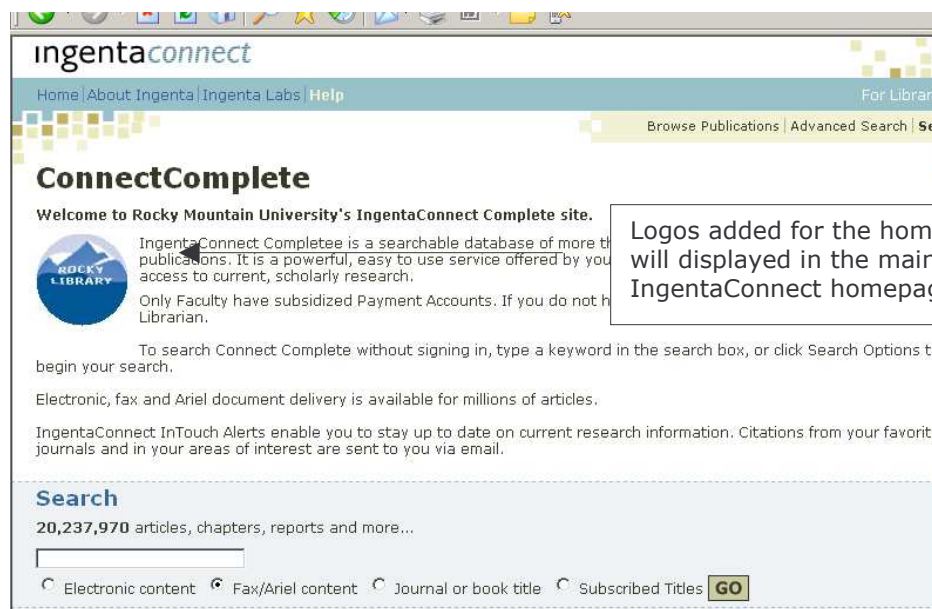 ingentaconnect
Home|About Ingenta|Ingenta Labs|Help
For Librar
Browse Publications|Advanced Search|Se
ConnectComplete
Welcome to Rocky Mountain University's IngentaConnect Complete site.
ROCKY
LIBRARY
IngentaConnect Completee is a searchable database of more th
publications. It is a powerful, easy to use service offered by you
access to current, scholarly research.
Only Faculty have subsidized Payment Accounts. If you do not h
Librarian.
Logos added for the hom
will displayed in the main
IngentaConnect homepag
To search Connect Complete without signing in, type a keyword in the search box, or click Search Options t
begin your search.
Electronic, fax and Ariel document delivery is available for millions of articles.
IngentaConnect InTouch Alerts enable you to stay up to date on current research information. Citations from your favorit
journals and in your areas of interest are sent to you via email.
Search
20,237,970 articles, chapters, reports and more...
Electronic content Fax/Ariel content Journal or book title Subscribed Titles GO